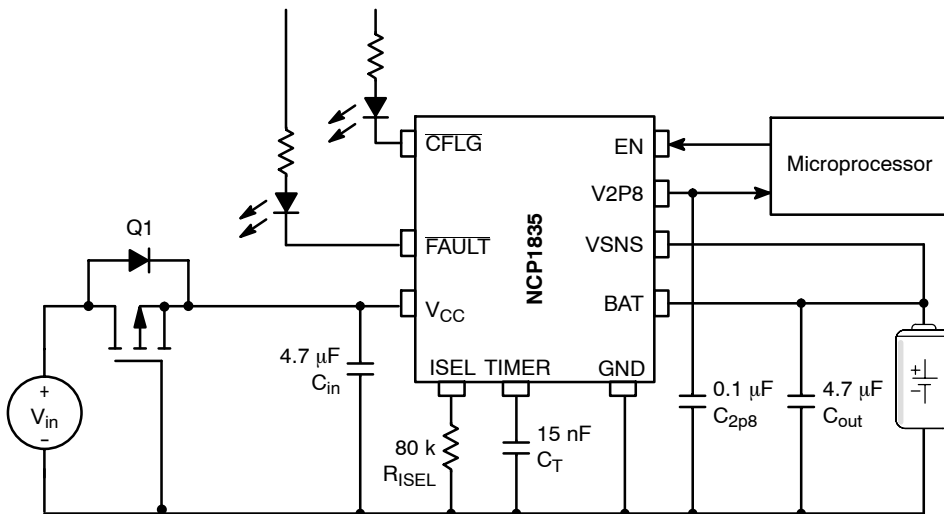 CFLG
EN
Microprocessor
V2P8
Q1
FAULT
NCP1835
VSNS
VCC
BAT
4.7 µF
Cin
ISEL
TIMER
GND
+
Vin
−
80 k
RISEL
15 nF
CT
0.1 µF
C2p8
4.7 µF
Cout
+
−